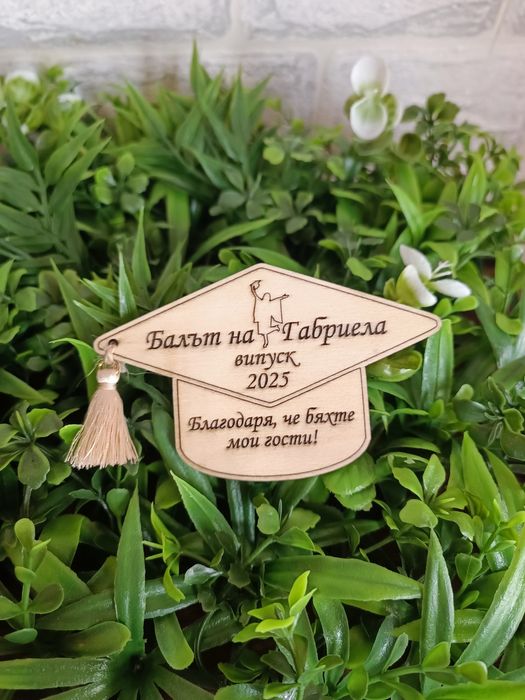 Балът на Габриела
випуск
2025
Благодаря, че бяхте
мои гости!